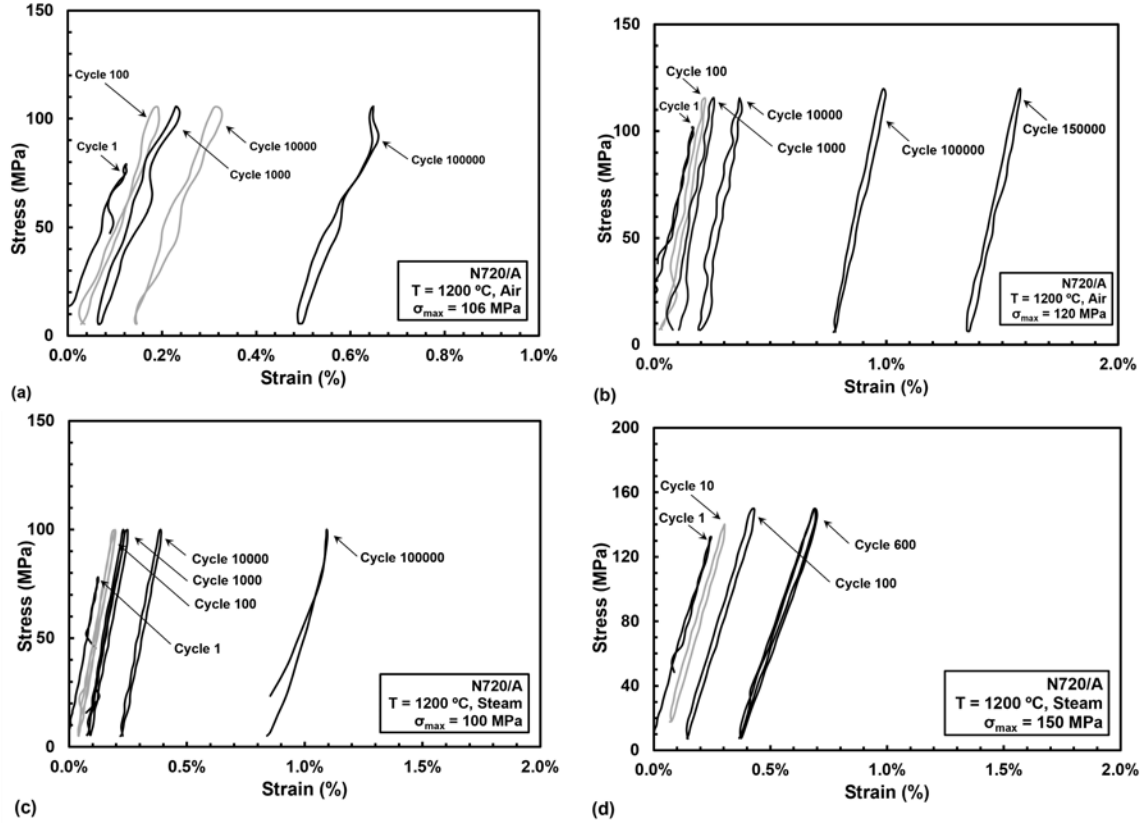 150
100
50
0
Stress (MPa)
Cycle 100
Cycle 1
Cycle 10000
Cycle 1000
Cycle 100000
N720/A
T = 1200 ºC, Air
σmax = 106 MPa
0.0% 0.2% 0.4% 0.6% 0.8% 1.0%
Strain (%)
(a)
150
100
50
0
Stress (MPa)
Cycle 100
Cycle 1
Cycle 10000
Cycle 1000
Cycle 100000
Cycle 150000
N720/A
T = 1200 ºC, Air
σmax = 120 MPa
0.0% 1.0% 2.0%
Strain (%)
(b)
150
100
50
0
Stress (MPa)
Cycle 10000
Cycle 1000
Cycle 100
Cycle 1
Cycle 100000
N720/A
T = 1200 ºC, Steam
σmax = 100 MPa
0.0% 0.5% 1.0% 1.5% 2.0%
Strain (%)
(c)
200
160
120
80
40
0
Stress (MPa)
Cycle 10
Cycle 1
Cycle 600
Cycle 100
N720/A
T = 1200 ºC, Steam
σmax = 150 MPa
0.0% 0.5% 1.0% 1.5% 2.0%
Strain (%)
(d)